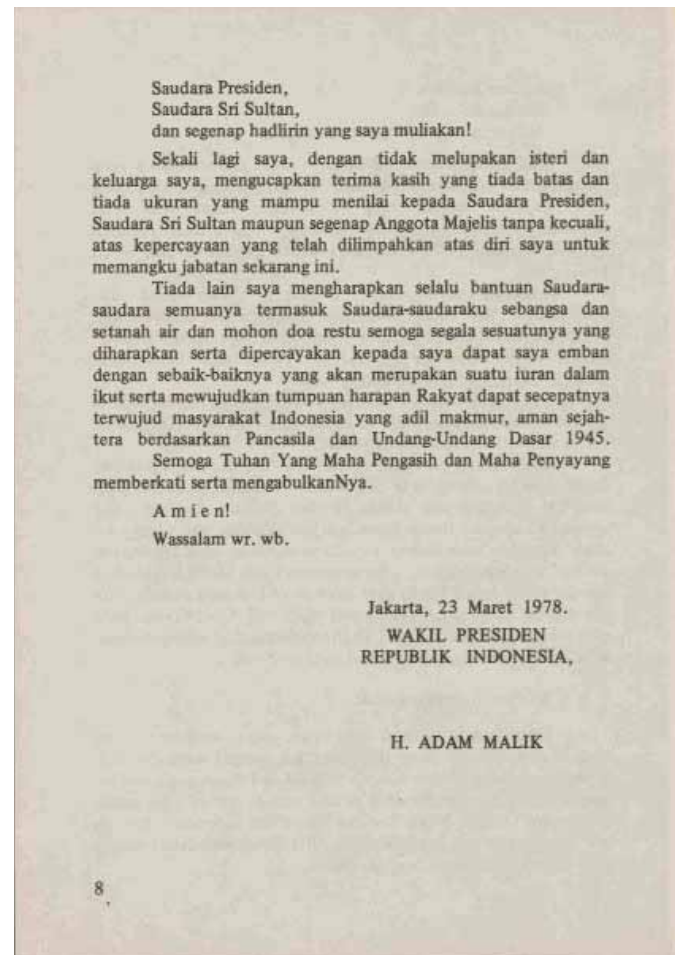 Saudara Presiden,
Saudara Sri Sultan,
dan segenap hadlirin yang saya muliakan!
Sekali lagi saya, dengan tidak melupakan isteri dan
keluarga saya, mengucapkan terima kasih yang tiada batas dan
tiada ukuran yang mampu menilai kepada Saudara Presiden,
Saudara Sri Sultan maupun segenap Anggota Majelis tanpa kecuali,
atas kepercayaan yang telah dilimpahkan atas diri saya untuk
memangku jabatan sekarang ini.
Tiada lain saya mengharapkan selalu bantuan Saudara-
saudara semuanya termasuk Saudara-saudaraku sebangsa dan
setanah air dan mohon doa restu semoga segala sesuatunya yang
diharapkan serta dipercayakan kepada saya dapat saya emban
dengan sebaik-baiknya yang akan merupakan suatu iuran dalam
ikut serta mewujudkan tumpuan harapan Rakyat dapat secepatnya
terwujud masyarakat Indonesia yang adil makmur, aman sejah-
tera berdasarkan Pancasila dan Undang-Undang Dasar 1945.
Semoga Tuhan Yang Maha Pengasih dan Maha Penyayang
memberkati serta mengabulkanNya.
A m i e n!
Wassalam wr. wb.
Jakarta, 23 Maret 1978.
WAKIL PRESIDEN
REPUBLIK INDONESIA,
H. ADAM MALIK
8